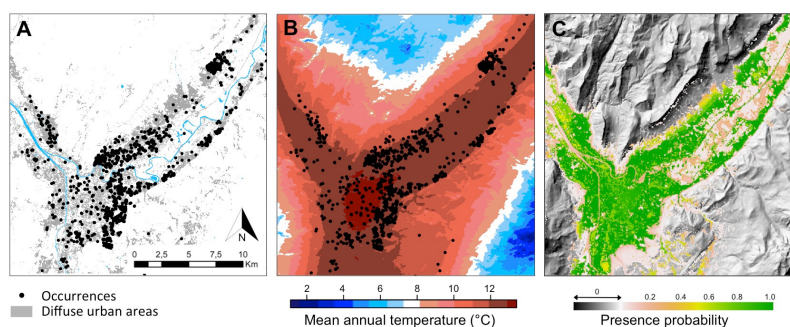 A
B
C
N
0 2.5 5 7.5 10
Km
Occurrences
Diffuse urban areas
2 4 6 8 10 12
Mean annual temperature (°C)
0 0.2 0.4 0.6 0.8 1.0
Presence probability